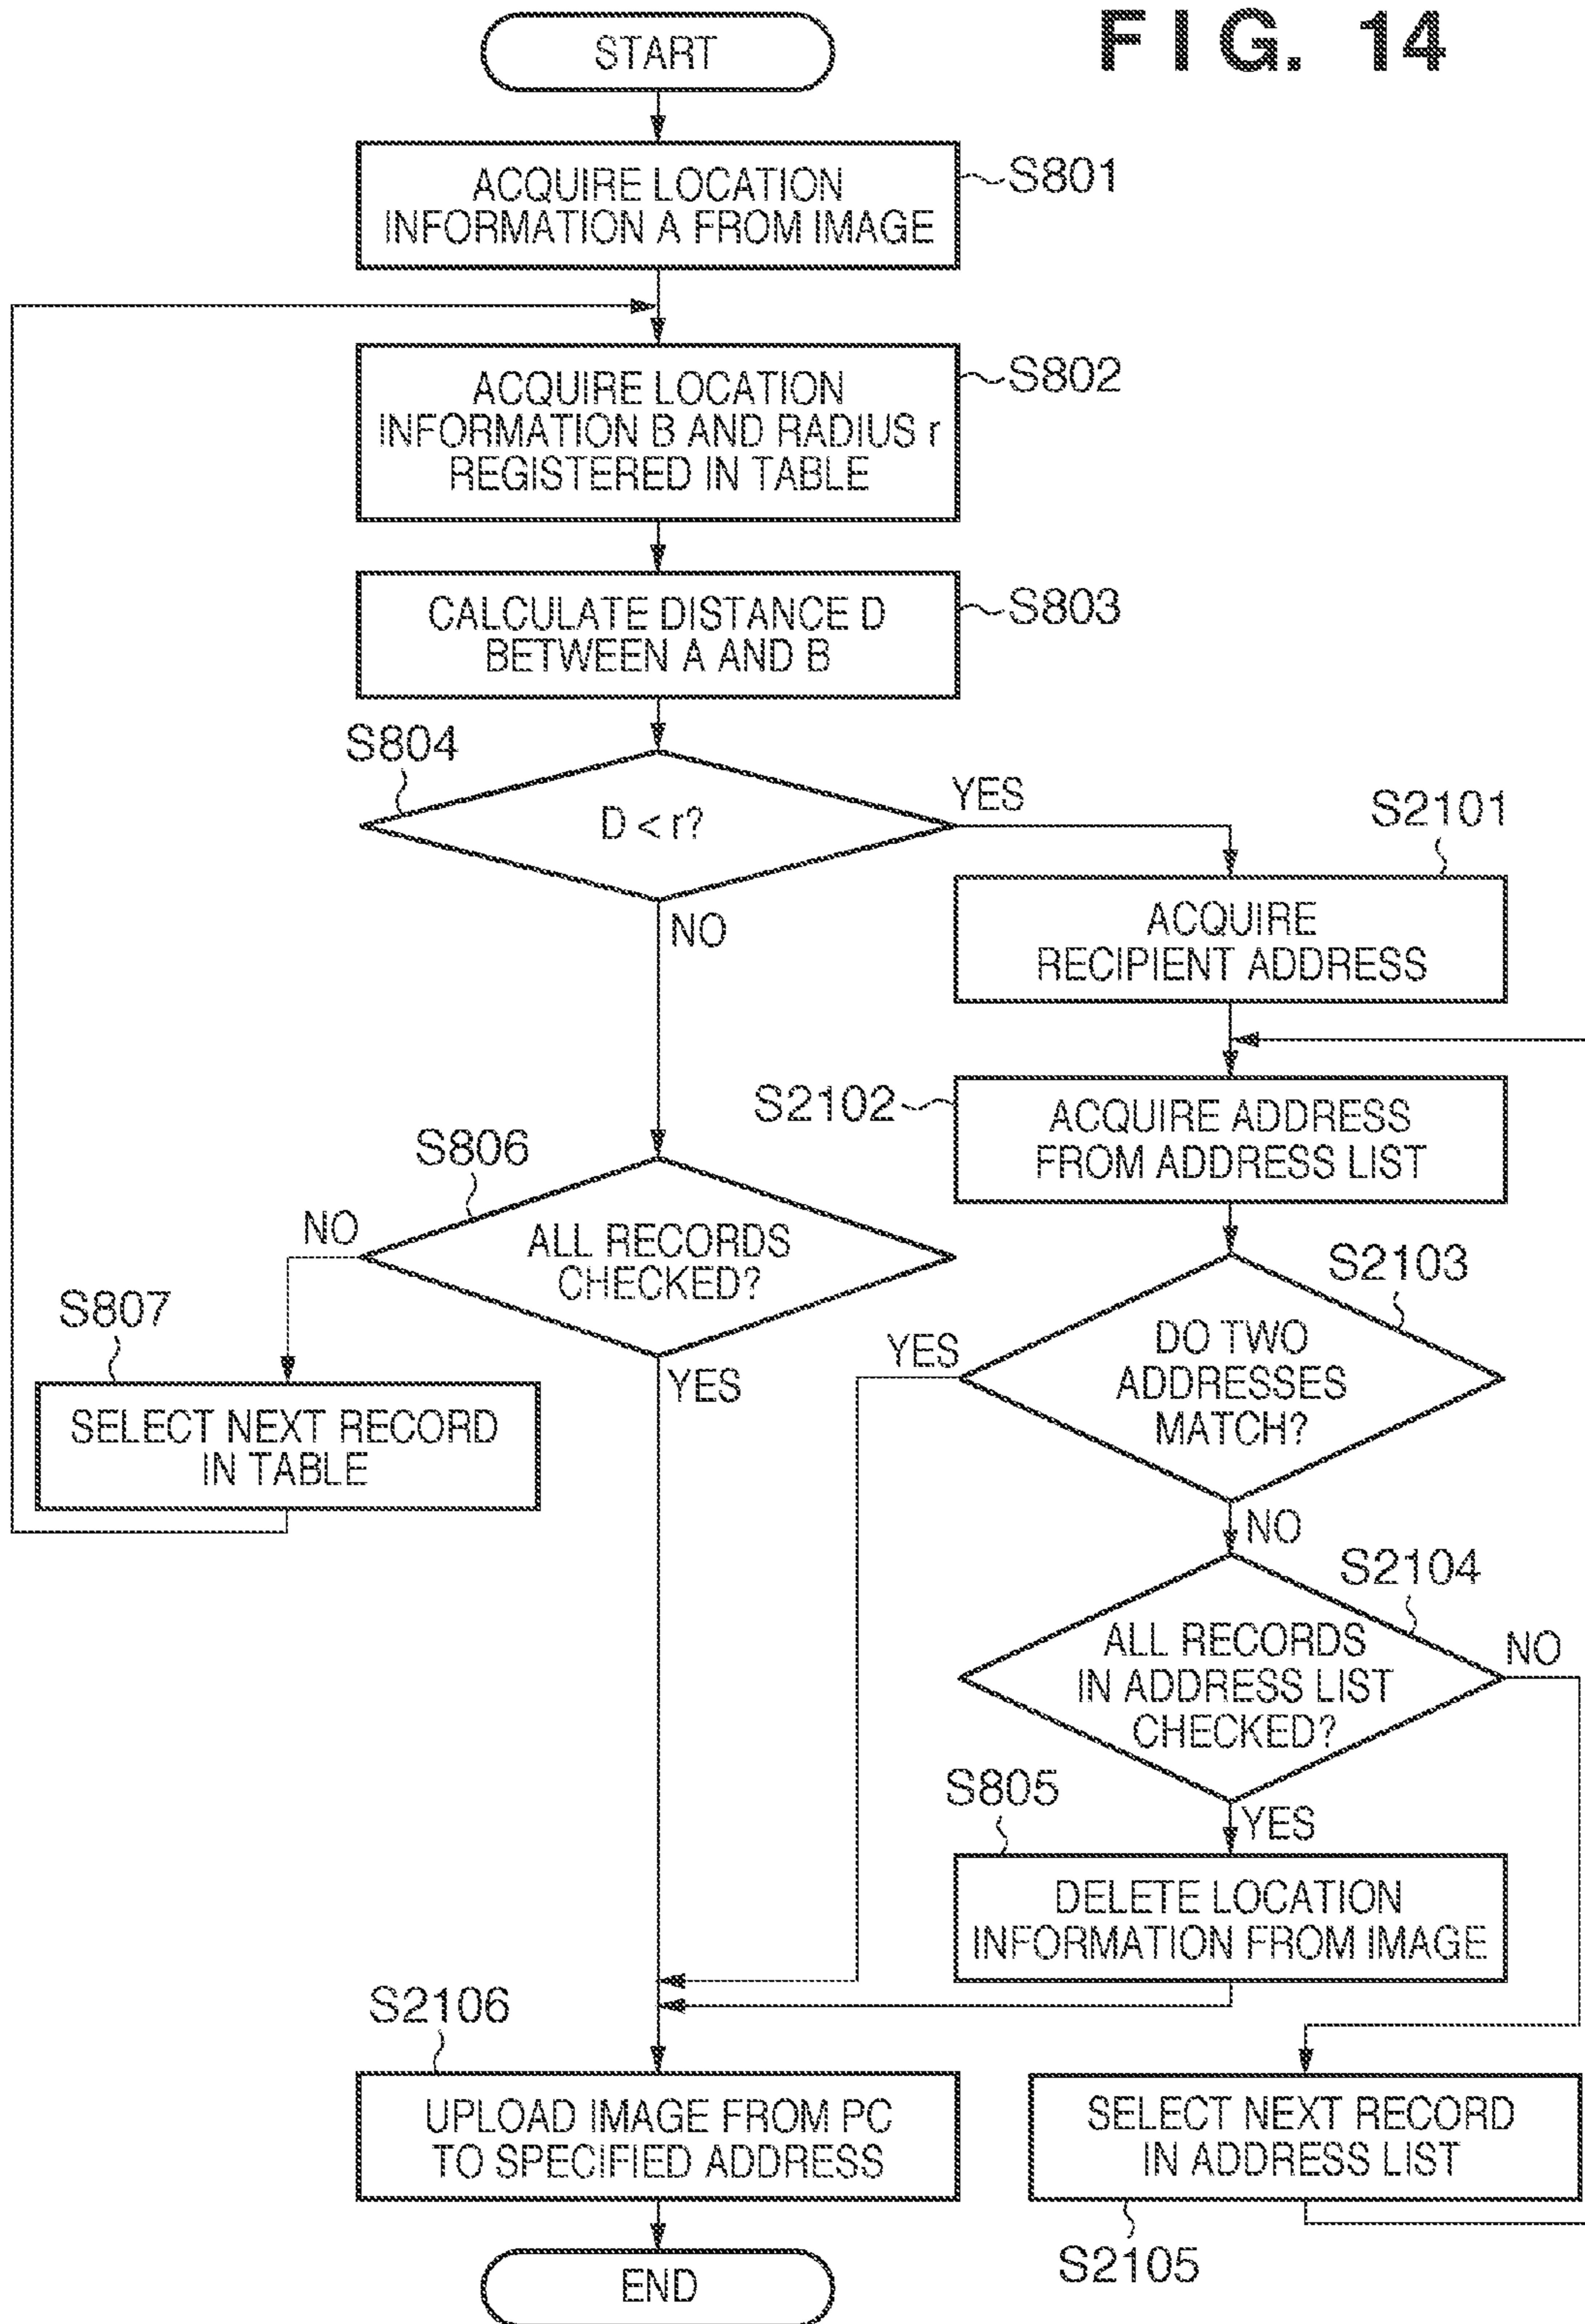 FIG. 14
START
ACQUIRE LOCATION
INFORMATION A FROM IMAGE
S801
ACQUIRE LOCATION
INFORMATION B AND RADIUS r
REGISTERED IN TABLE
S802
CALCULATE DISTANCE D
BETWEEN A AND B
S803
S804
D < r?
YES
NO
S2101
ACQUIRE
RECIPIENT ADDRESS
S2102
ACQUIRE ADDRESS
FROM ADDRESS LIST
S806
ALL RECORDS
CHECKED?
NO
YES
S807
SELECT NEXT RECORD
IN TABLE
S2103
DO TWO
ADDRESSES
MATCH?
YES
NO
S2104
ALL RECORDS
IN ADDRESS LIST
CHECKED?
NO
YES
S805
DELETE LOCATION
INFORMATION FROM IMAGE
S2106
UPLOAD IMAGE FROM PC
TO SPECIFIED ADDRESS
SELECT NEXT RECORD
IN ADDRESS LIST
S2105
END